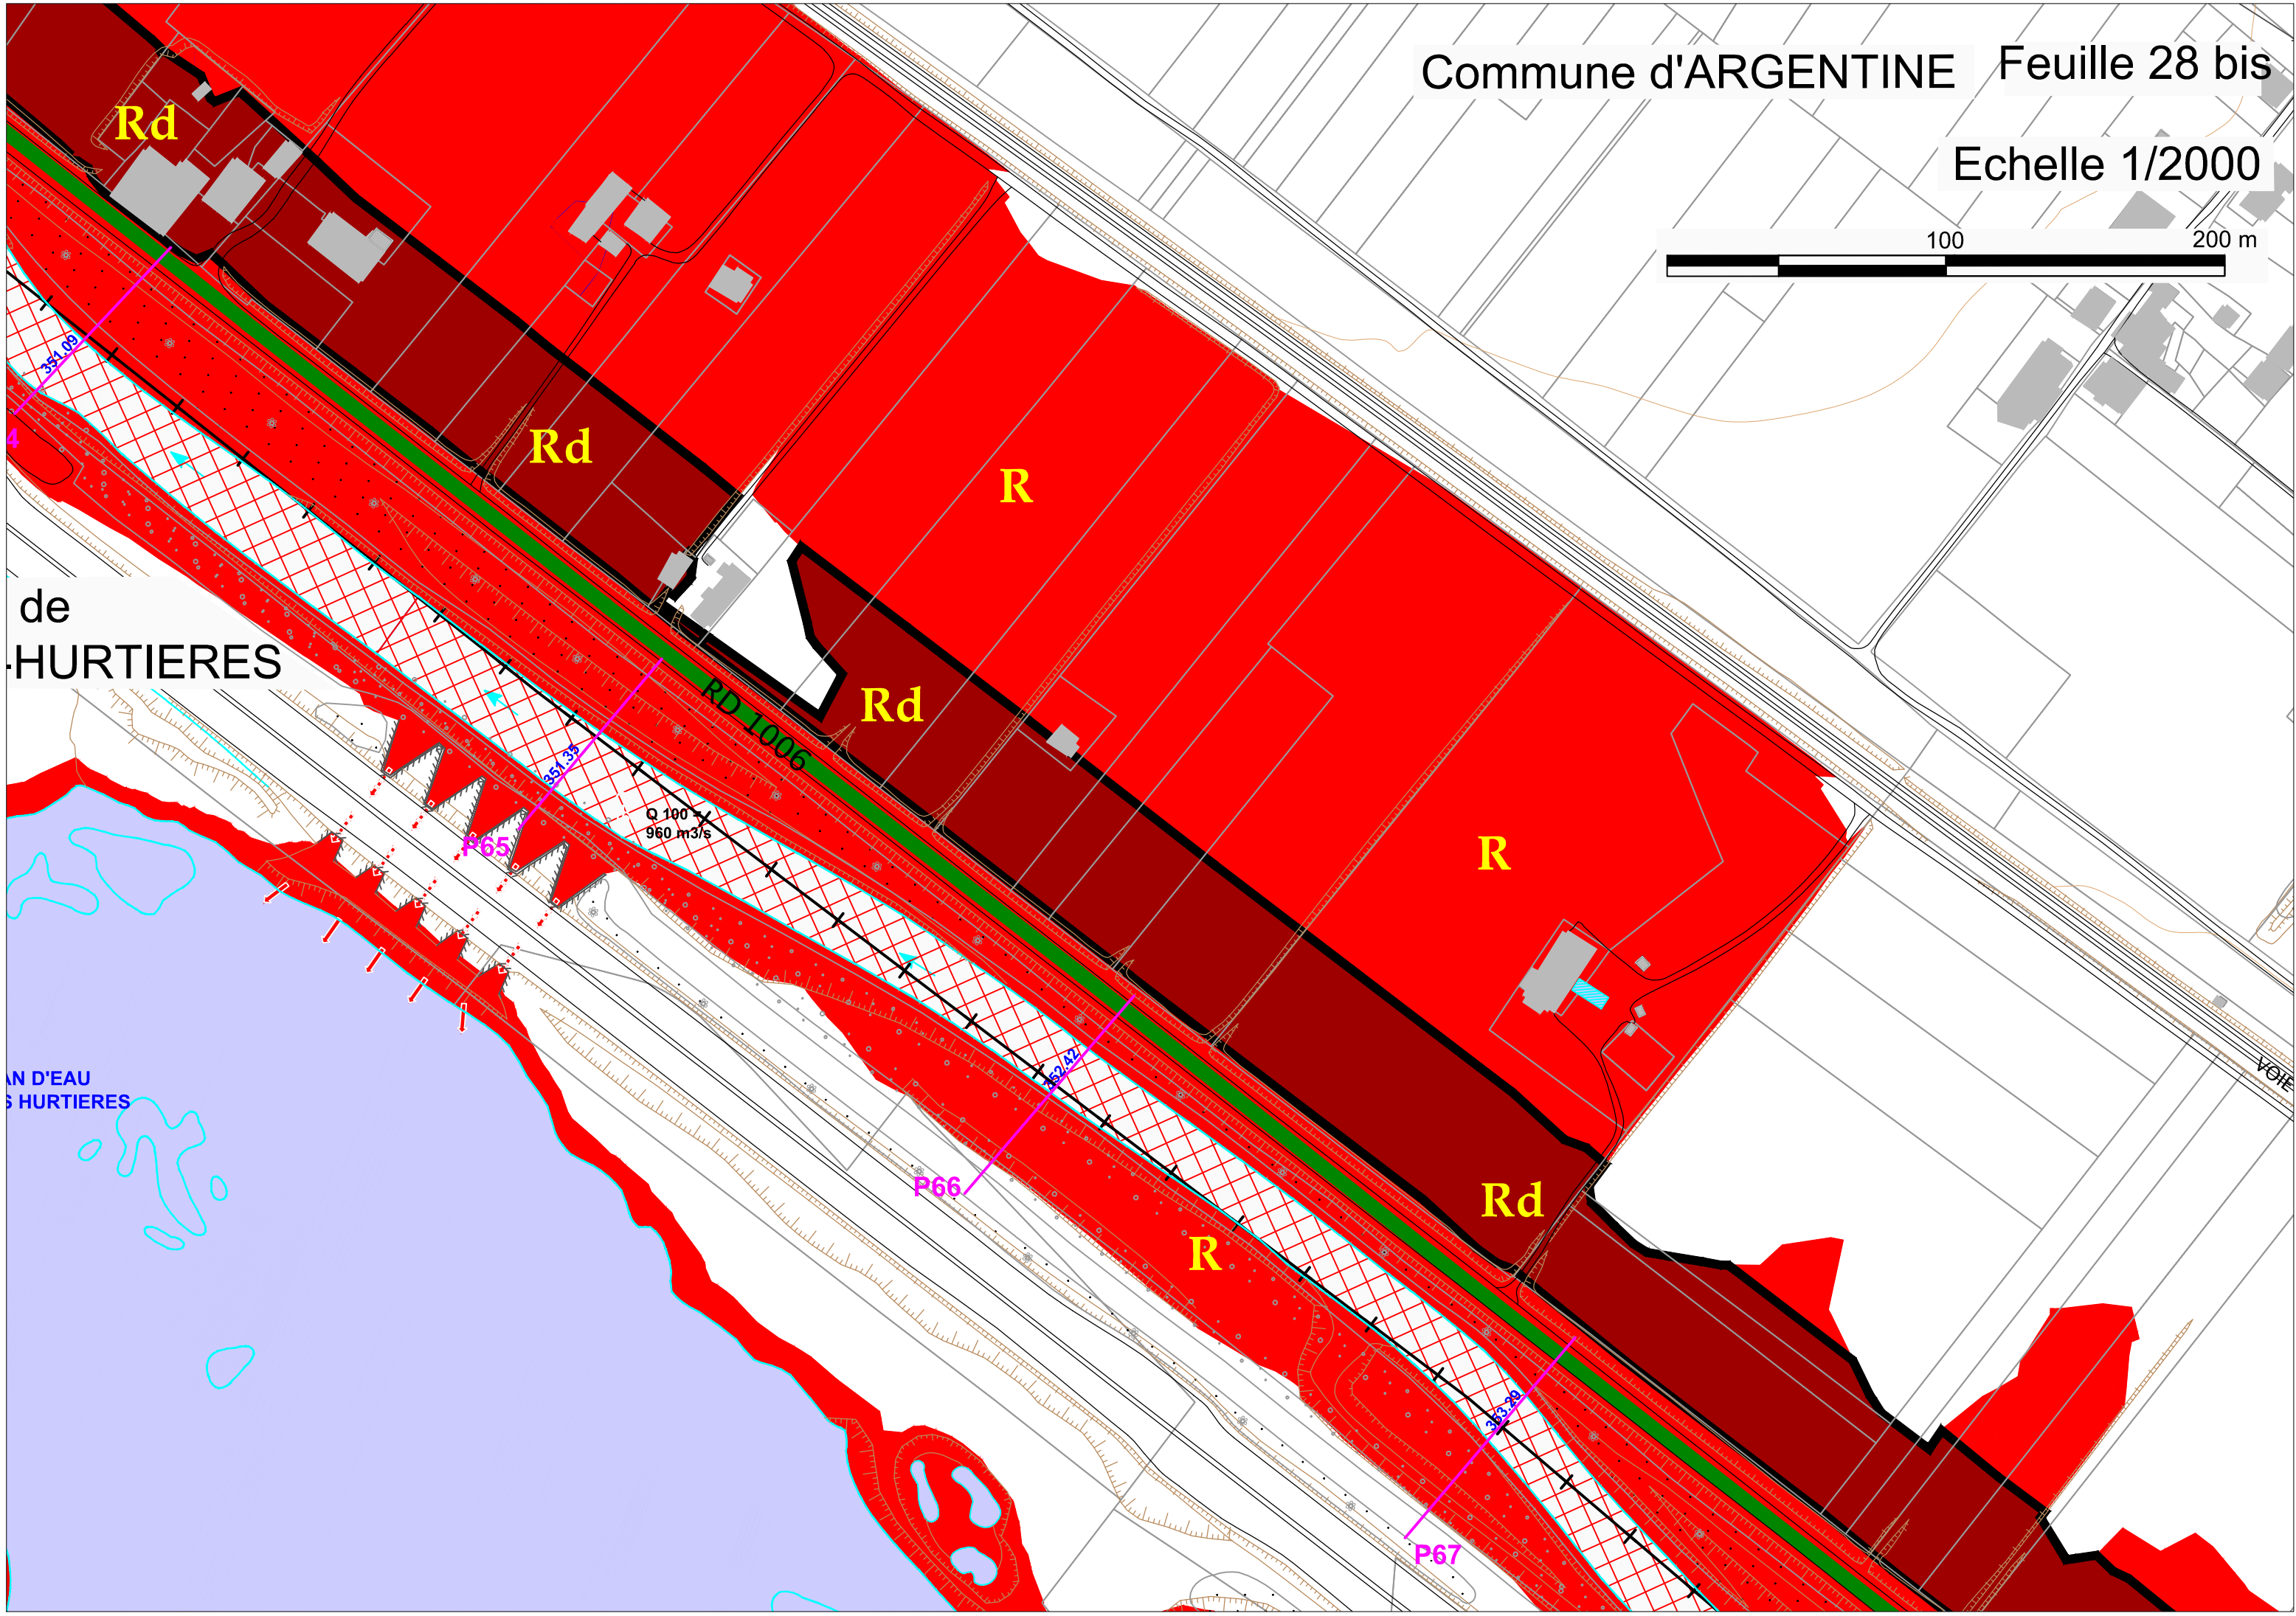 Commune d'ARGENTINE
Feuille 28 bis
Echelle 1/2000
100
200 m
Rd
351.09
4
Rd
R
de
-HURTIERES
Rd
RD 1006
351.35
Q 100 =
960 m3/s
P65
R
352.42
AN D'EAU
S HURTIERES
VOIE
P66
Rd
R
353.29
P67